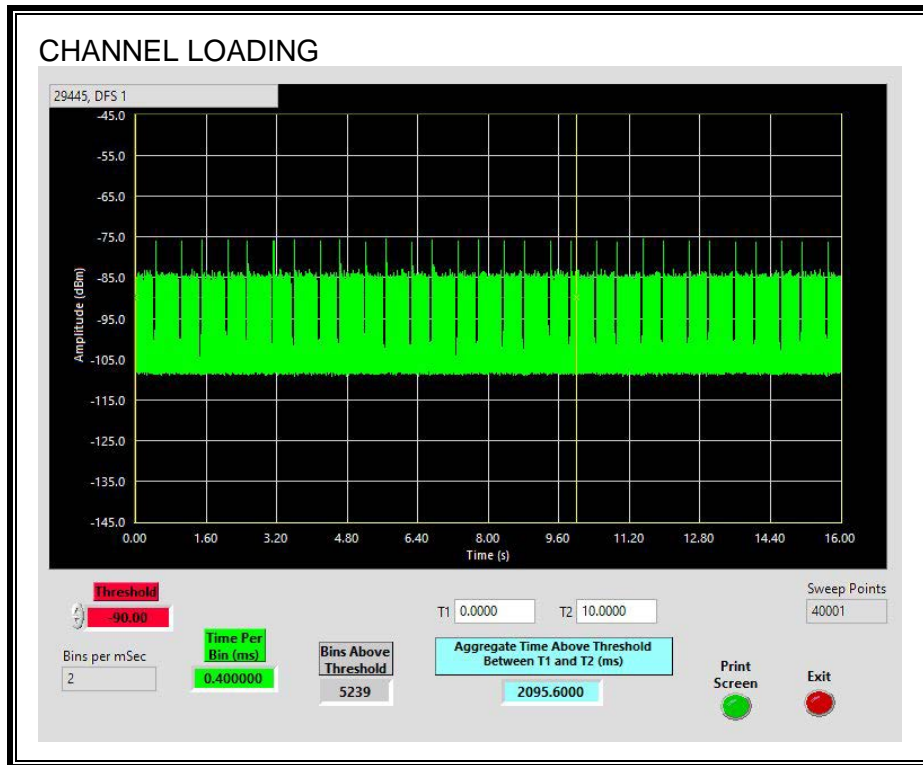 CHANNEL LOADING
29445, DFS 1
-45.0
-55.0
-65.0
-75.0
-85.0
-95.0
-105.0
-115.0
-125.0
-135.0
-145.0
Amplitude (dBm)
0.00 1.60 3.20 4.80 6.40 8.00 9.60 11.20 12.80 14.40 16.00
Time (s)
Threshold
-90.00
Bins per mSec
2
Time Per
Bin (ms)
0.400000
Bins Above
Threshold
5239
T1 0.0000 T2 10.0000
Aggregate Time Above Threshold
Between T1 and T2 (ms)
2095.6000
Sweep Points
40001
Print
Screen
Exit